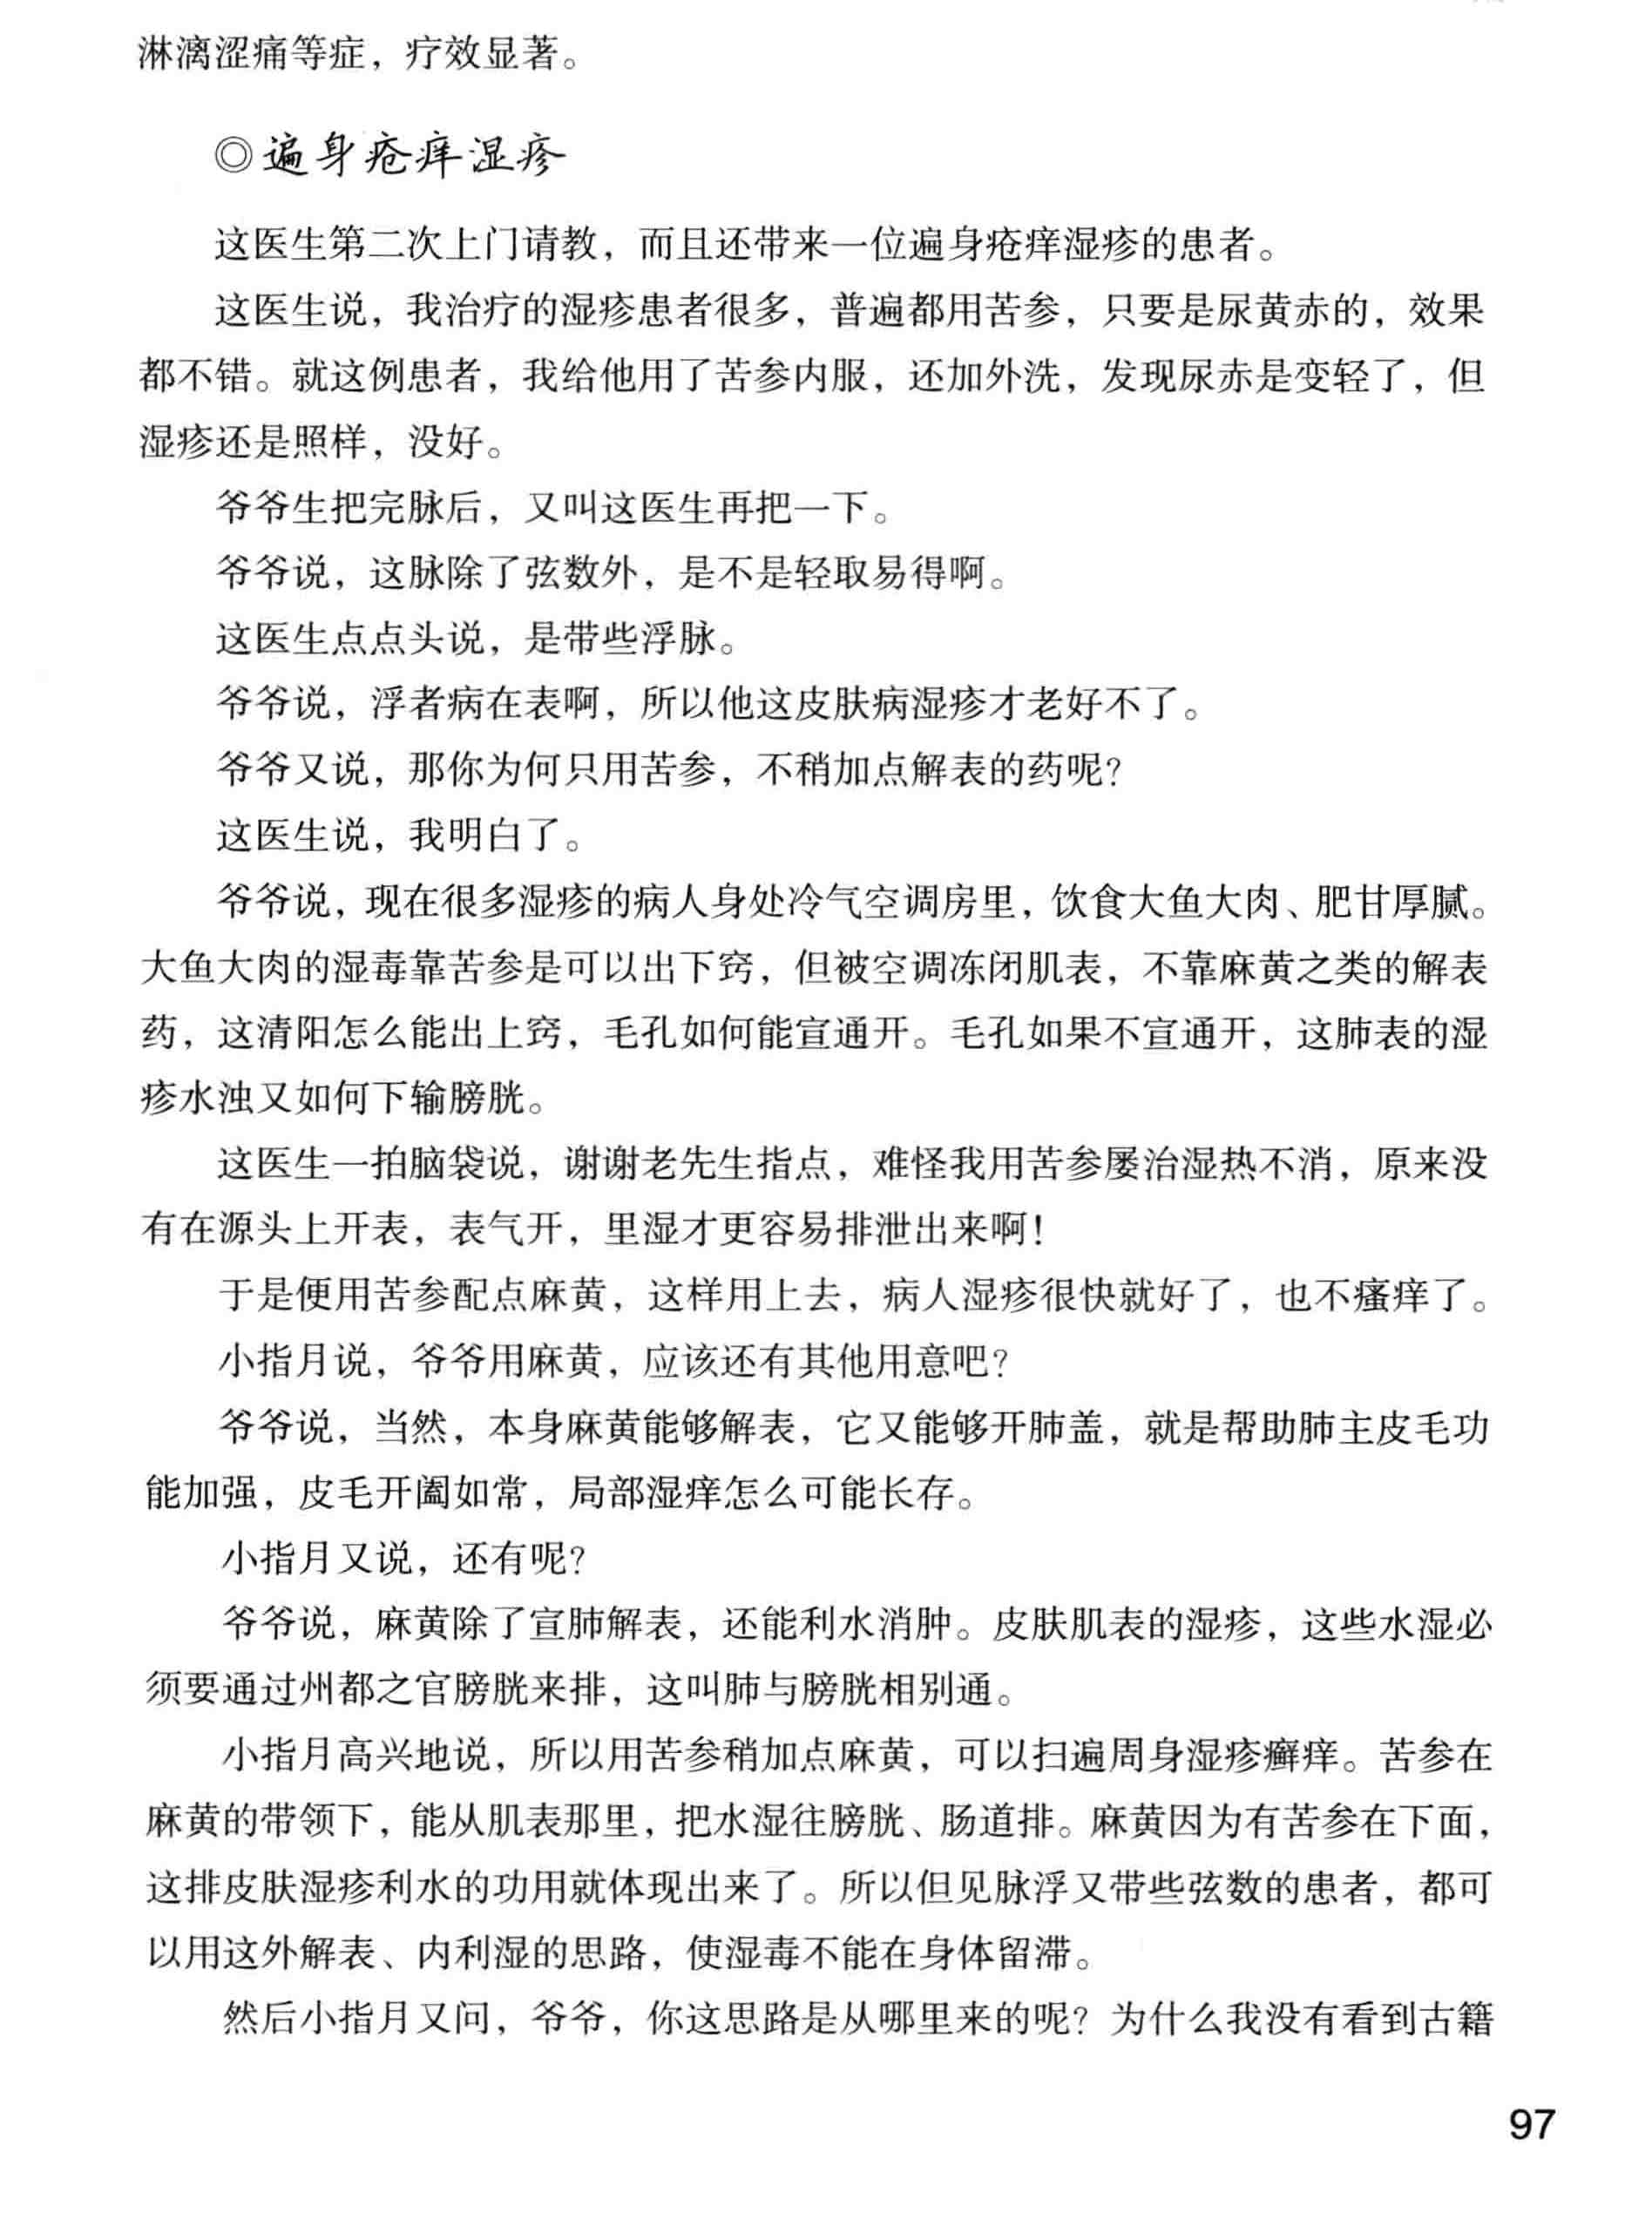 淋漓涩痛等症，疗效显著。
◎遍身疮痒湿疹
这医生第二次上门请教，而且还带来一位遍身疮痒湿疹的患者。
这医生说，我治疗的湿疹患者很多，普遍都用苦参，只要是尿黄赤的，效果
都不错。就这例患者，我给他用了苦参内服，还加外洗，发现尿赤是变轻了，但
湿疹还是照样，没好。
爷爷生把完脉后，又叫这医生再把一下。
爷爷说，这脉除了弦数外，是不是轻取易得啊。
这医生点点头说，是带些浮脉。
爷爷说，浮者病在表啊，所以他这皮肤病湿疹才老好不了。
爷爷又说，那你为何只用苦参，不稍加点解表的药呢？
这医生说，我明白了。
爷爷说，现在很多湿疹的病人身处冷气空调房里，饮食大鱼大肉、肥甘厚腻。
大鱼大肉的湿毒靠苦参是可以出下窍，但被空调冻闭肌表，不靠麻黄之类的解表
药，这清阳怎么能出上窍，毛孔如何能宣通开。毛孔如果不宣通开，这肺表的湿
疹水浊又如何下输膀胱。
这医生一拍脑袋说，谢谢老先生指点，难怪我用苦参屡治湿热不消，原来没
有在源头上开表，表气开，里湿才更容易排泄出来啊！
于是便用苦参配点麻黄，这样用上去，病人湿疹很快就好了，也不瘙痒了。
小指月说，爷爷用麻黄，应该还有其他用意吧？
爷爷说，当然，本身麻黄能够解表，它又能够开肺盖，就是帮助肺主皮毛功
能加强，皮毛开阖如常，局部湿痒怎么可能长存。
小指月又说，还有呢？
爷爷说，麻黄除了宣肺解表，还能利水消肿。皮肤肌表的湿疹，这些水湿必
须要通过州都之官膀胱来排，这叫肺与膀胱相别通。
小指月高兴地说，所以用苦参稍加点麻黄，可以扫遍周身湿疹癣痒。苦参在
麻黄的带领下，能从肌表那里，把水湿往膀胱、肠道排。麻黄因为有苦参在下面，
这排皮肤湿疹利水的功用就体现出来了。所以但见脉浮又带些弦数的患者，都可
以用这外解表、内利湿的思路，使湿毒不能在身体留滞。
然后小指月又问，爷爷，你这思路是从哪里来的呢？为什么我没有看到古籍
97